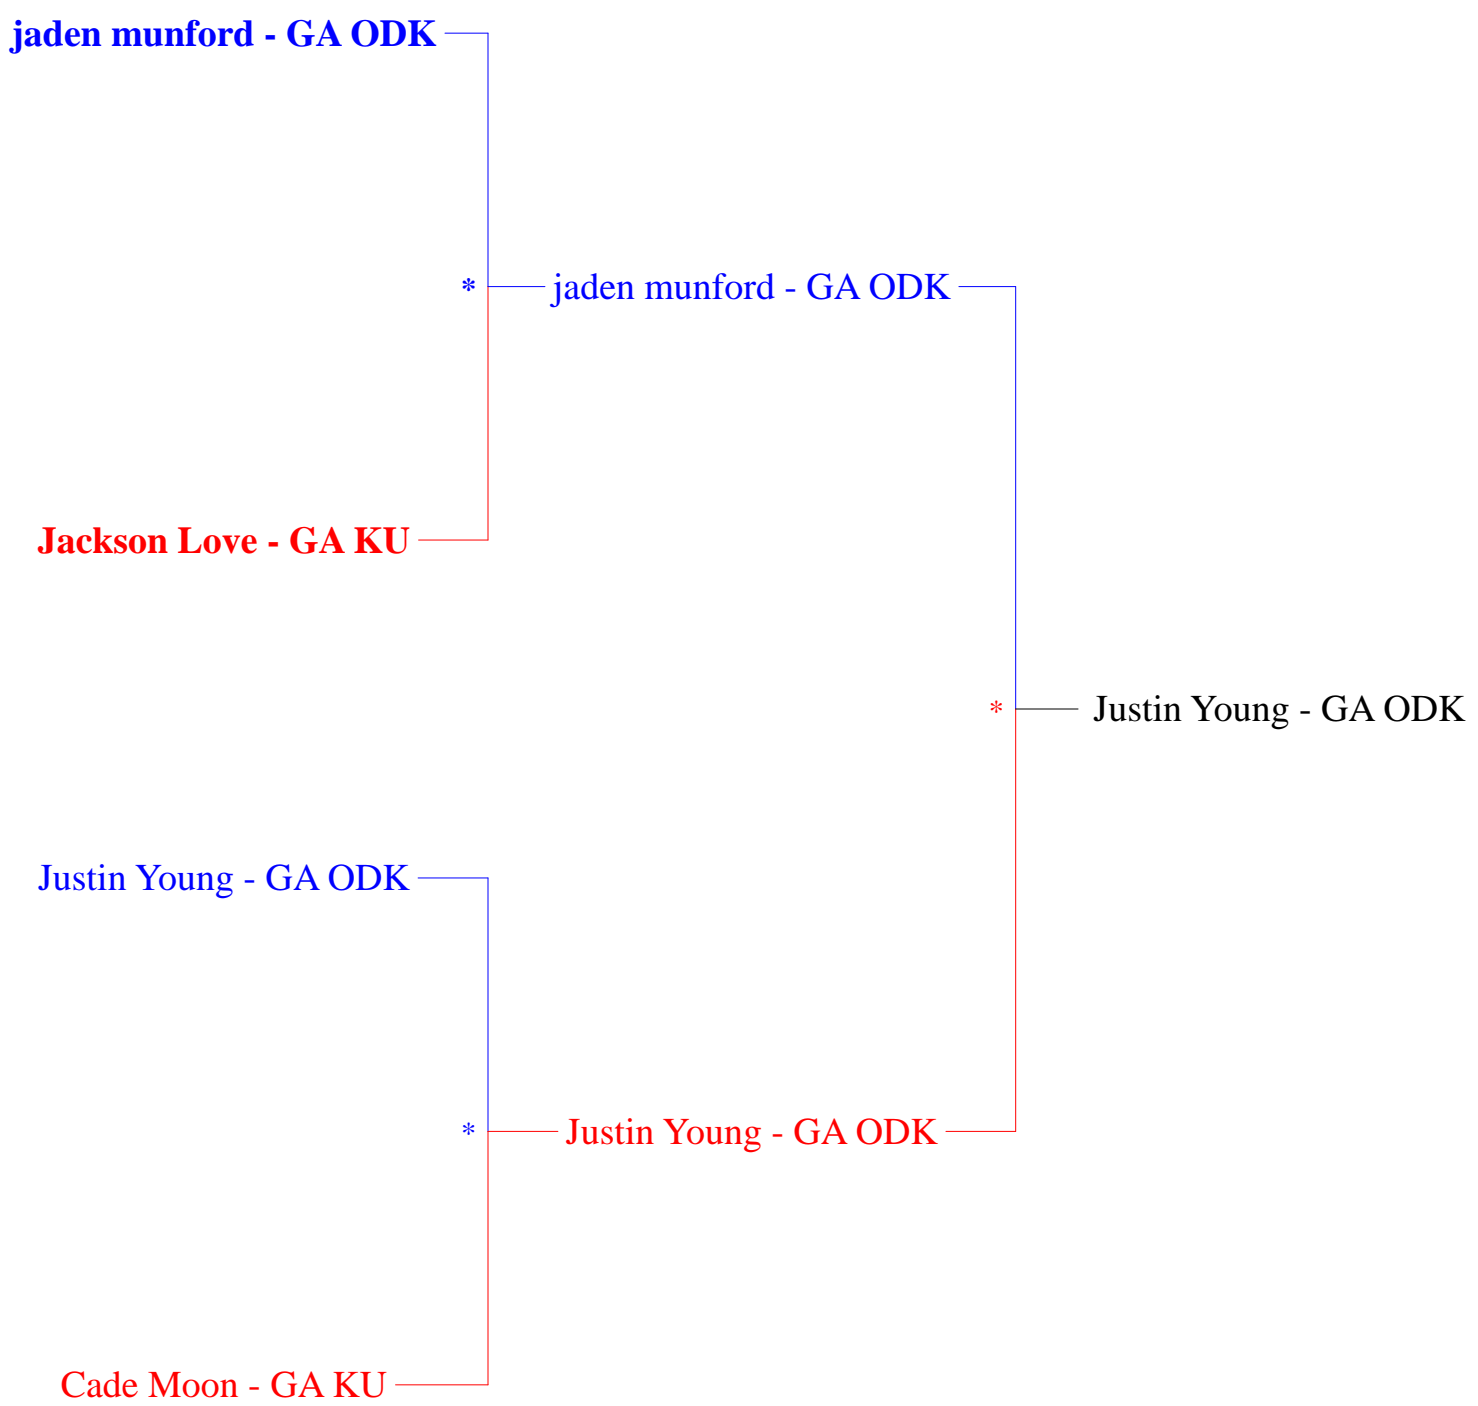 jaden munford - GA ODK
* jaden munford - GA ODK
Jackson Love - GA KU
* Justin Young - GA ODK
Justin Young - GA ODK
* Justin Young - GA ODK
Cade Moon - GA KU